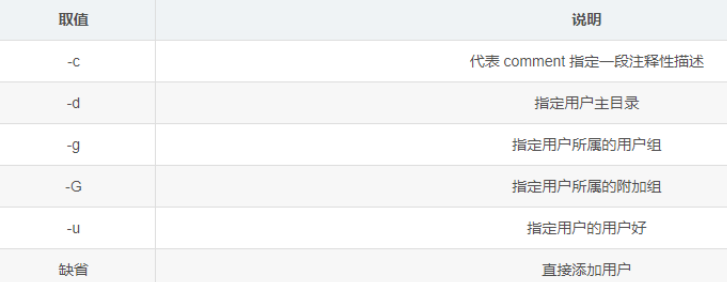 取值 说明
-c 代表 comment 指定一段注释性描述
-d 指定用户主目录
-g 指定用户所属的用户组
-G 指定用户所属的附加组
-u 指定用户的用户好
缺省 直接添加用户